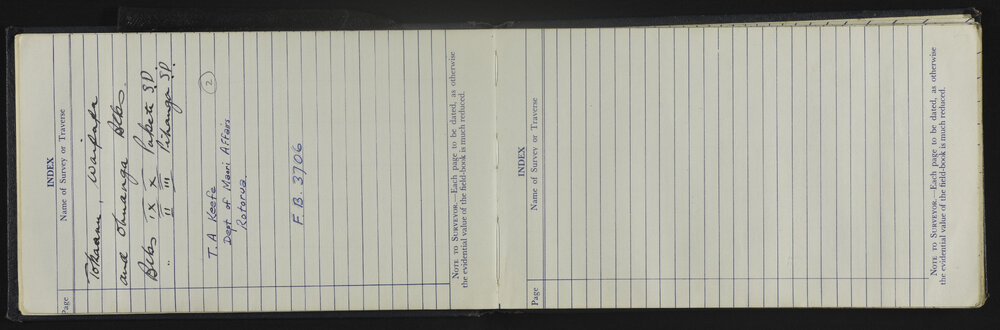 INDEX
Page Name of Survey or Traverse
Tokaanu, Waipapa
and Ohuanga Blks.
Blks IX X Puketi S.D.
" II III Pihanga S.D.
2
T.A Keefe
Dept of Maori Affairs
Rotorua
F.B. 3706
NOTE TO SURVEYOR.—Each page to be dated, as otherwise
the evidential value of the field-book is much reduced.
INDEX
Page Name of Survey or Traverse
NOTE TO SURVEYOR.—Each page to be dated, as otherwise
the evidential value of the field-book is much reduced.